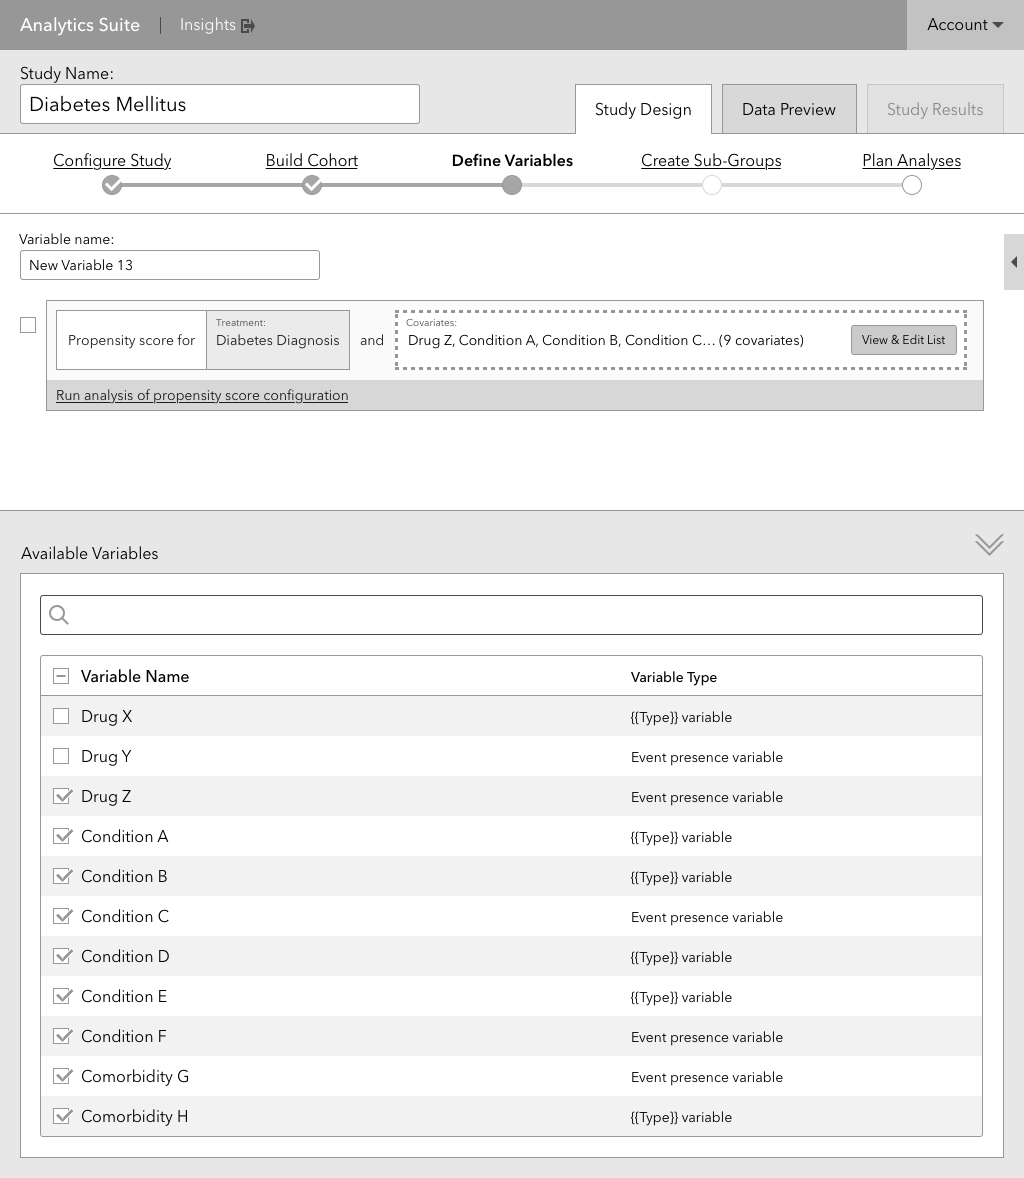 Analytics Suite | Insights Account
Study Name:
Diabetes Mellitus
Study Design Data Preview Study Results
Configure Study Build Cohort Define Variables Create Sub-Groups Plan Analyses
Variable name:
New Variable 13
Treatment: Covariates:
Propensity score for Diabetes Diagnosis and Drug Z, Condition A, Condition B, Condition C... (9 covariates) View & Edit List
Run analysis of propensity score configuration
Available Variables
Variable Name Variable Type
Drug X {{Type}} variable
Drug Y Event presence variable
Drug Z Event presence variable
Condition A {{Type}} variable
Condition B {{Type}} variable
Condition C Event presence variable
Condition D {{Type}} variable
Condition E {{Type}} variable
Condition F Event presence variable
Comorbidity G Event presence variable
Comorbidity H {{Type}} variable